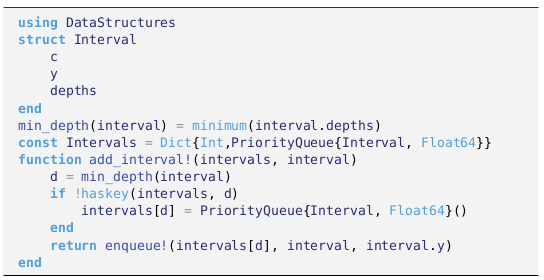 using DataStructures
struct Interval
    c
    y
    depths
end
min_depth(interval) = minimum(interval.depths)
const Intervals = Dict{Int,PriorityQueue{Interval, Float64}}
function add_interval!(intervals, interval)
    d = min_depth(interval)
    if !haskey(intervals, d)
        intervals[d] = PriorityQueue{Interval, Float64}()
    end
    return enqueue!(intervals[d], interval, interval.y)
end